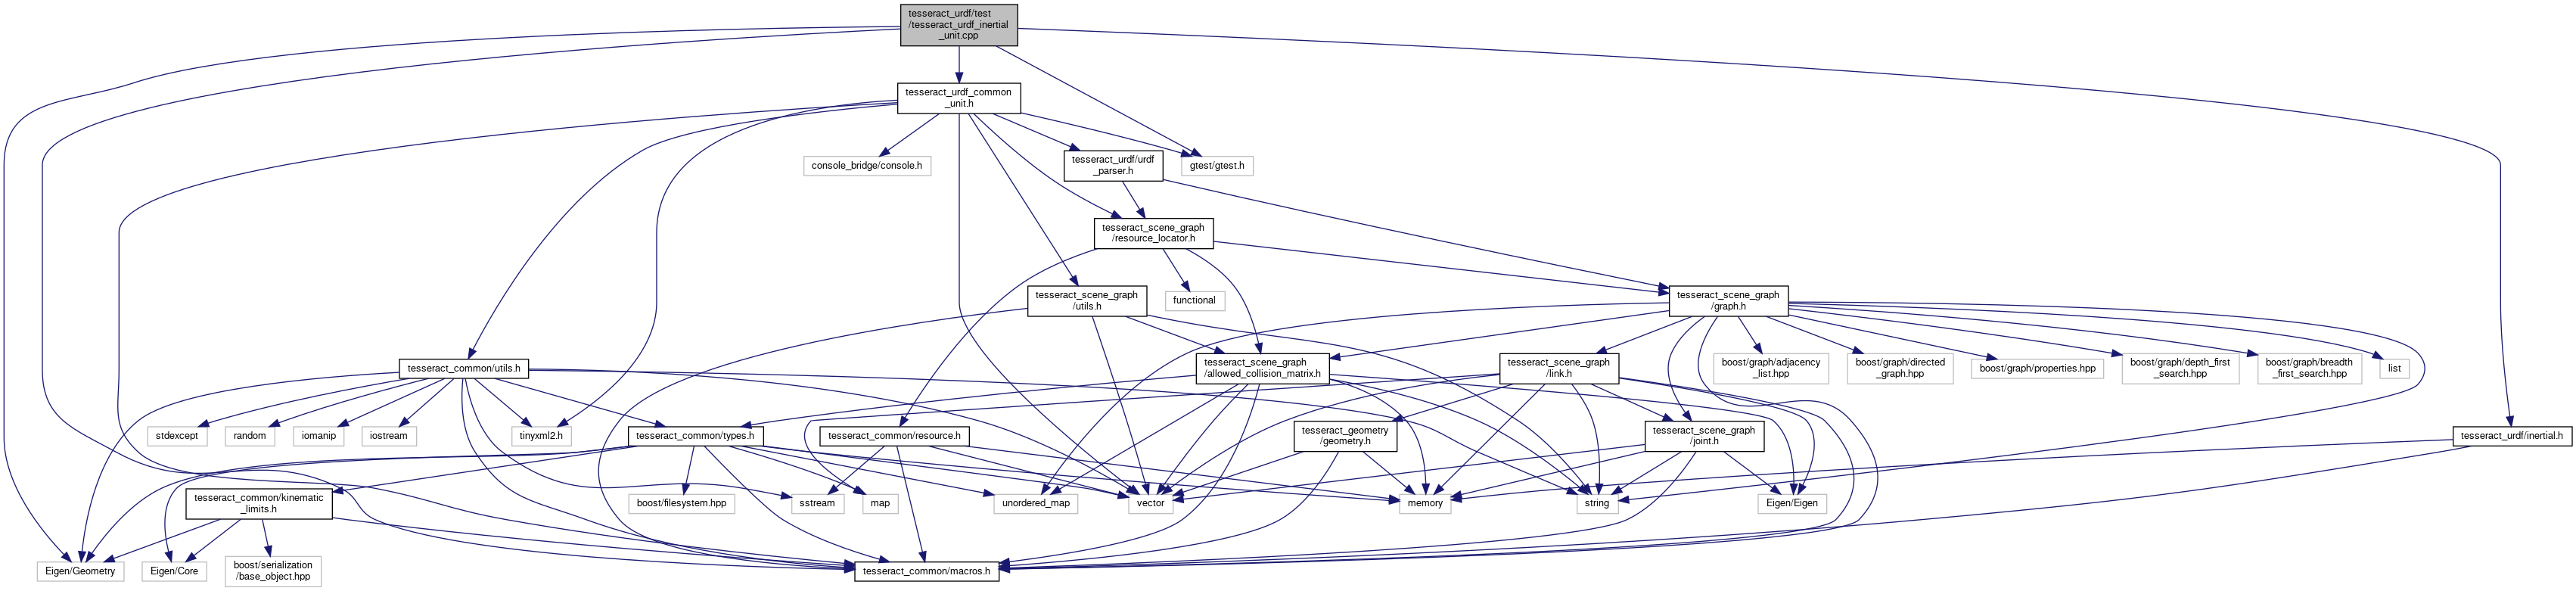 tesseract_urdf/test
/tesseract_urdf_inertial
_unit.cpp
tesseract_urdf_common
_unit.h
console_bridge/console.h
tesseract_urdf/urdf
_parser.h
gtest/gtest.h
tesseract_scene_graph
/resource_locator.h
tesseract_scene_graph
/utils.h
functional
tesseract_scene_graph
/graph.h
tesseract_common/utils.h
tesseract_scene_graph
/allowed_collision_matrix.h
tesseract_scene_graph
/link.h
boost/graph/adjacency
_list.hpp
boost/graph/directed
_graph.hpp
boost/graph/properties.hpp
boost/graph/depth_first
_search.hpp
boost/graph/breadth
_first_search.hpp
list
stdexcept
random
iomanip
iostream
tinyxml2.h
tesseract_common/types.h
tesseract_common/resource.h
tesseract_geometry
/geometry.h
tesseract_scene_graph
/joint.h
tesseract_urdf/inertial.h
tesseract_common/kinematic
_limits.h
boost/filesystem.hpp
sstream
map
unordered_map
vector
memory
string
Eigen/Eigen
Eigen/Geometry
Eigen/Core
boost/serialization
/base_object.hpp
tesseract_common/macros.h